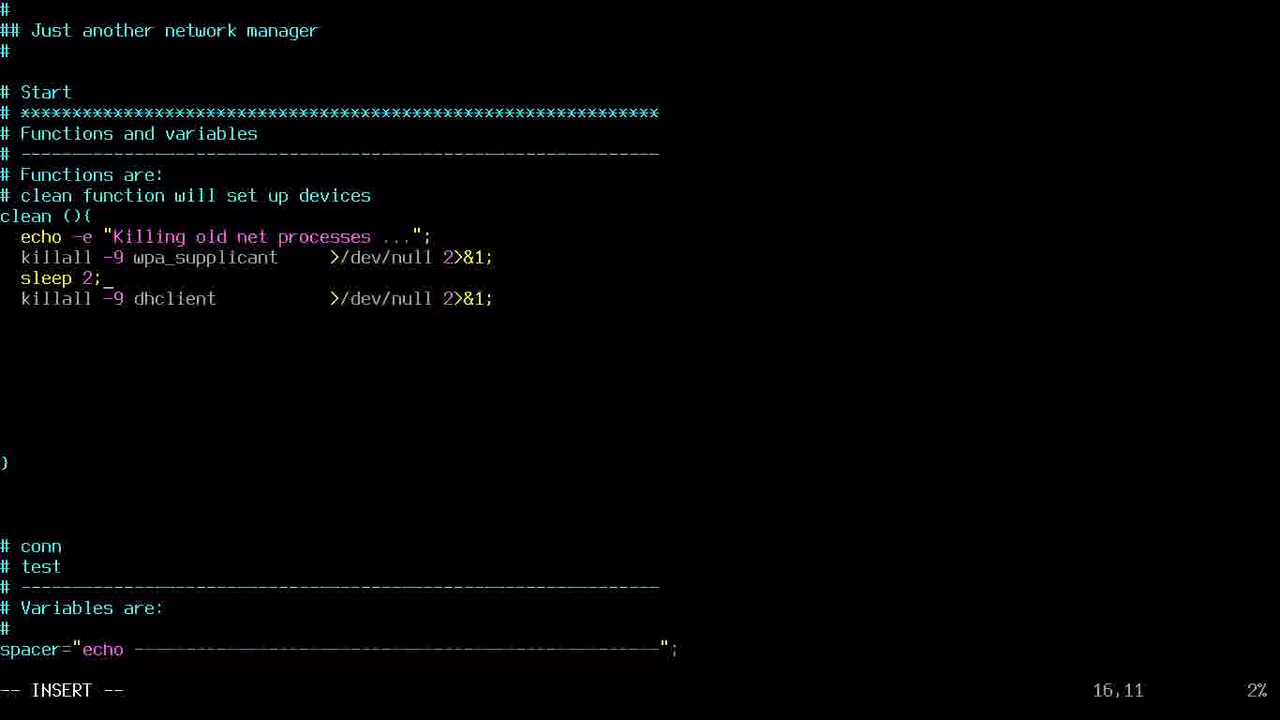 #
## Just another network manager
#
# Start
# **************************************************************
# Functions and variables
# --------------------------------------------------------------
# Functions are:
# clean function will set up devices
clean (){
  echo -e "Killing old net processes ...";
  killall -9 wpa_supplicant     >/dev/null 2>&1;
  sleep 2;_
  killall -9 dhclient           >/dev/null 2>&1;
}
# conn
# test
# --------------------------------------------------------------
# Variables are:
#
spacer="echo ---------------------------------------------------";
-- INSERT --                    16,11          2%